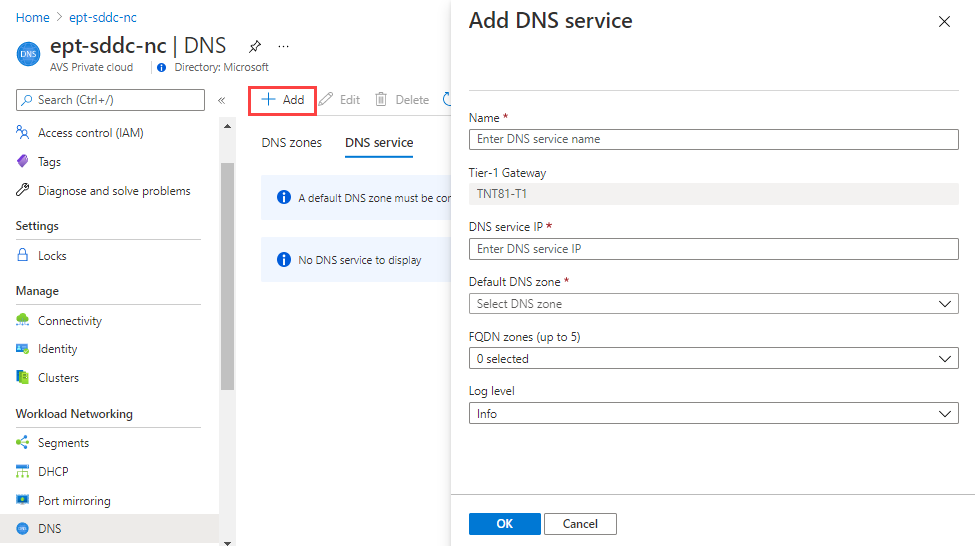 Home > ept-sddc-nc
ept-sddc-nc | DNS ...
DNS
AVS Private cloud
Directory: Microsoft
Search (Ctrl+/)
«
Access control (IAM)
Tags
Diagnose and solve problems
Settings
Locks
Manage
Connectivity
Identity
Clusters
Workload Networking
Segments
DHCP
Port mirroring
DNS
+ Add
Edit
Delete
DNS zones
DNS service
A default DNS zone must be
No DNS service to display
Add DNS service
Name *
Enter DNS service name
Tier-1 Gateway
TNT81-T1
DNS service IP *
Enter DNS service IP
Default DNS zone *
Select DNS zone
FQDN zones (up to 5)
0 selected
Log level
Info
OK
Cancel